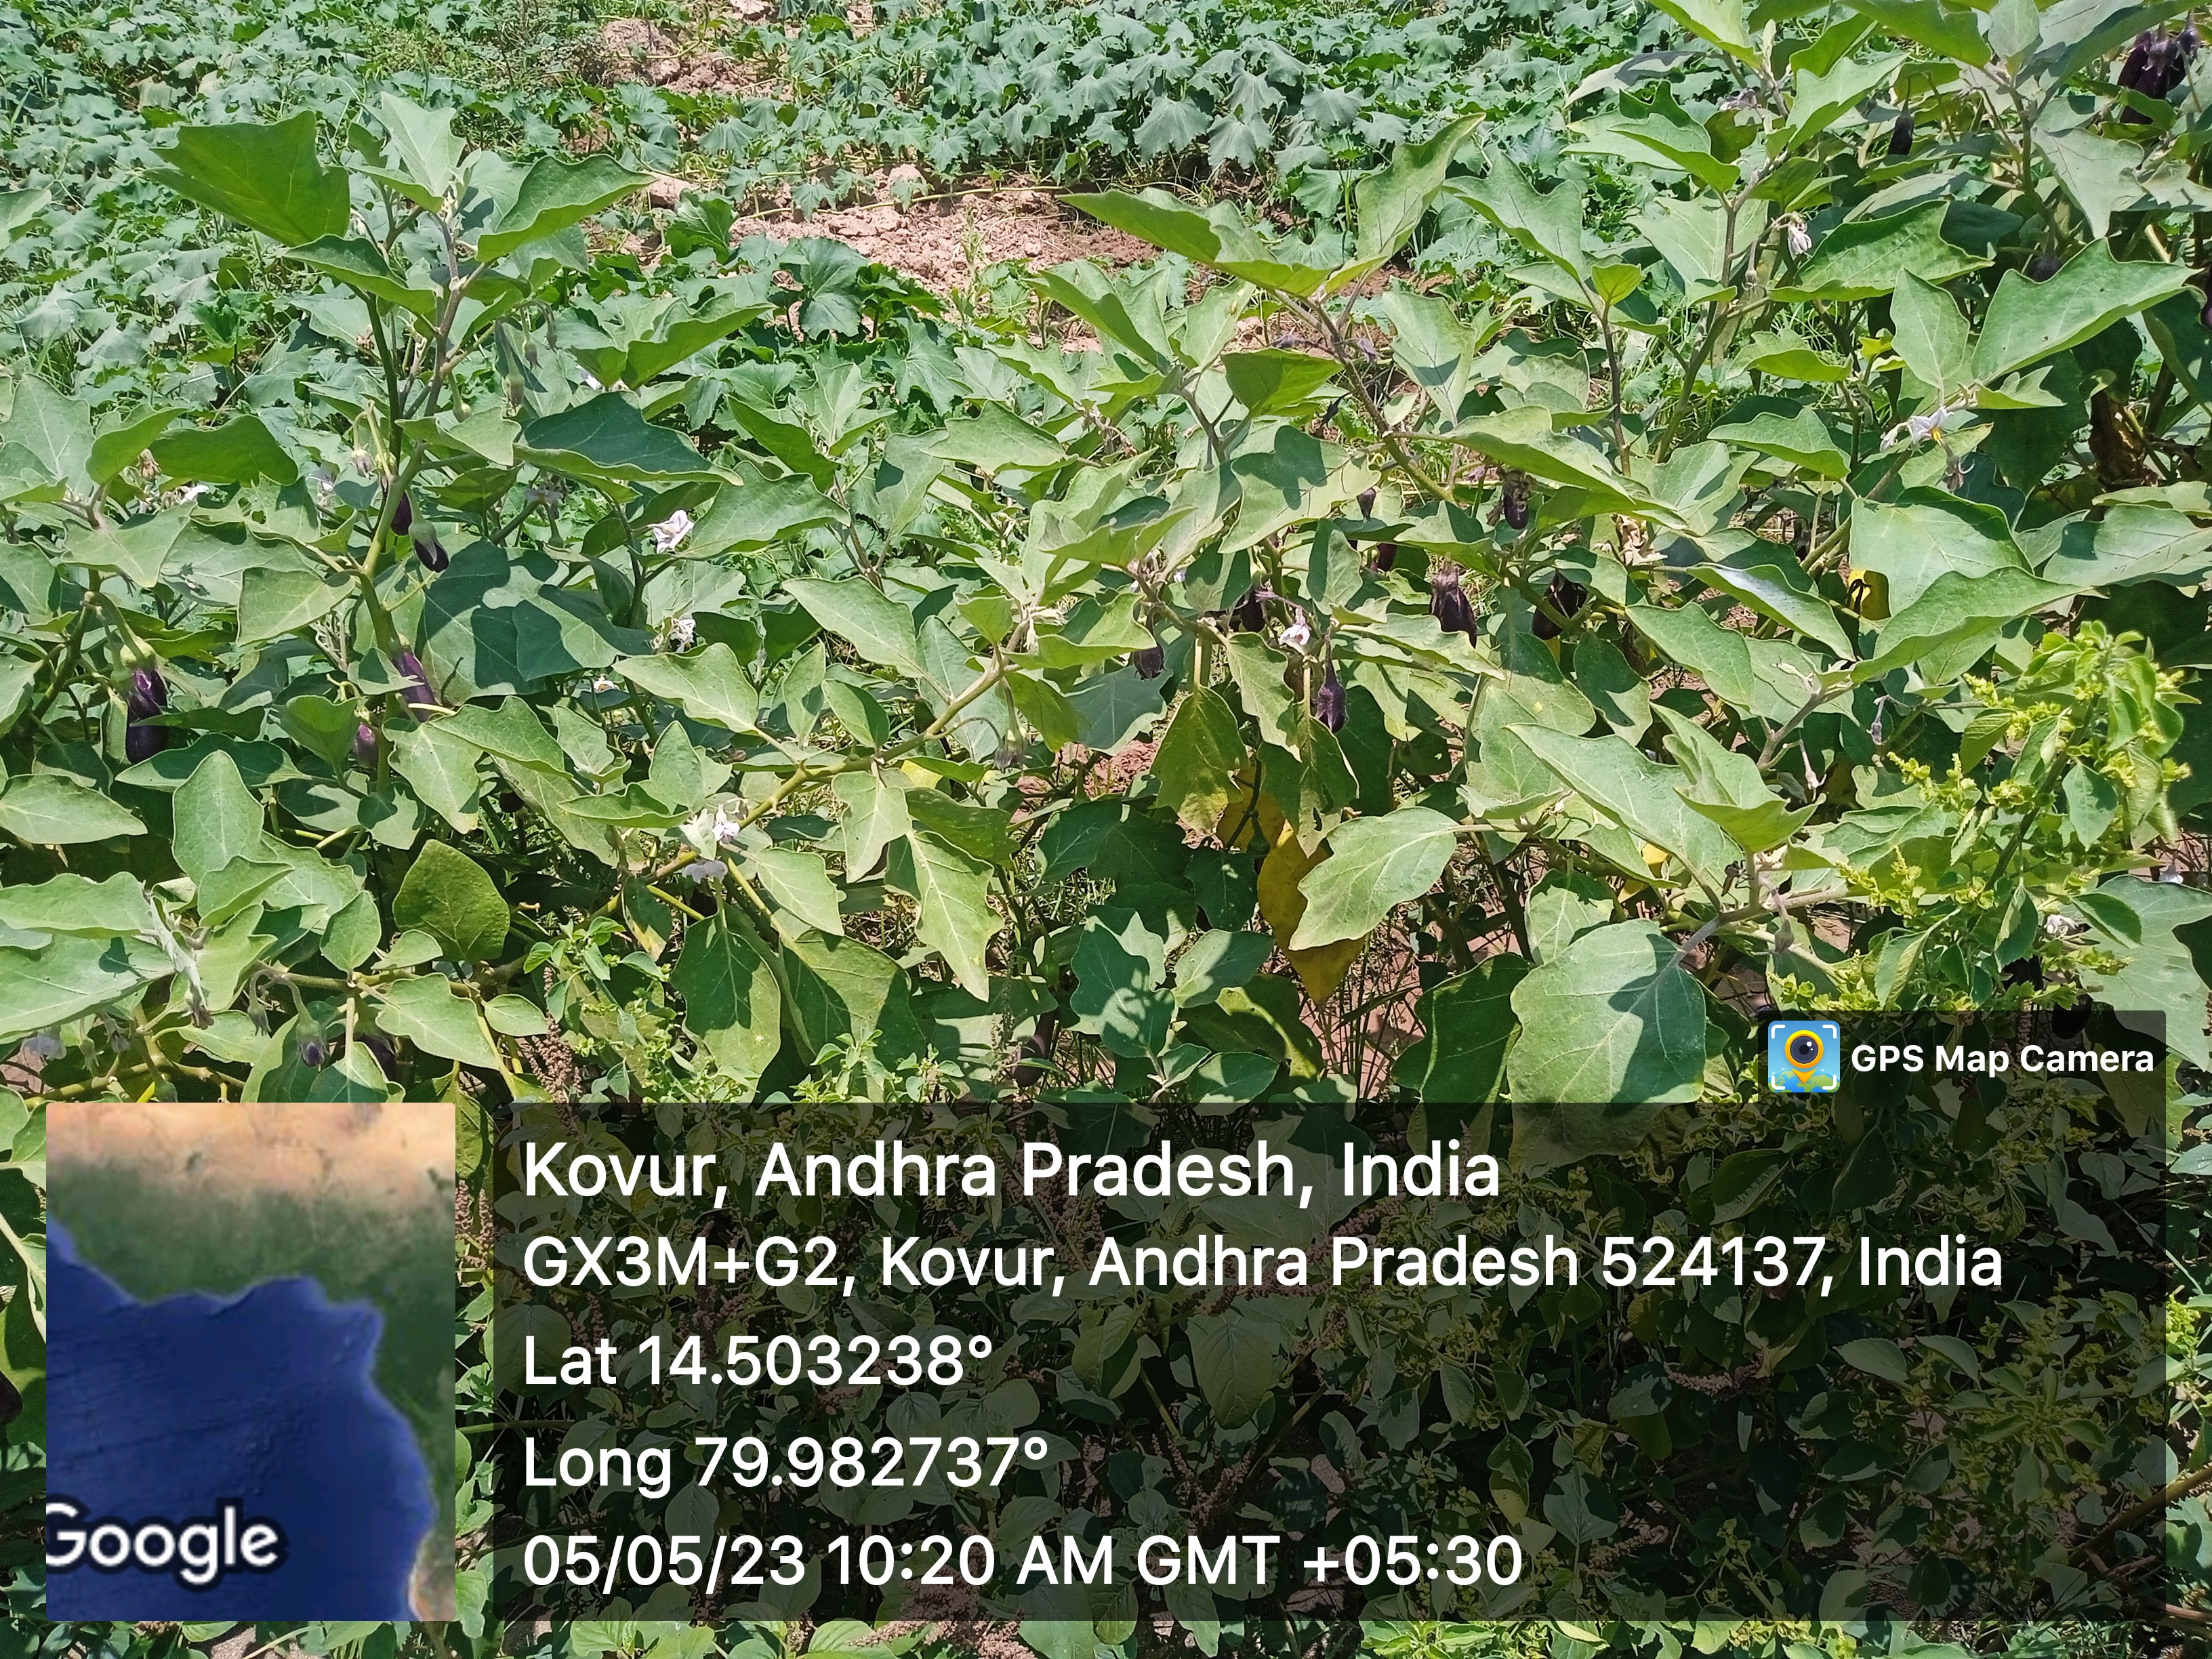 GPS Map Camera
Kovur, Andhra Pradesh, India
GX3M+G2, Kovur, Andhra Pradesh 524137, India
Lat 14.503238°
Long 79.982737°
05/05/23 10:20 AM GMT +05:30
Google